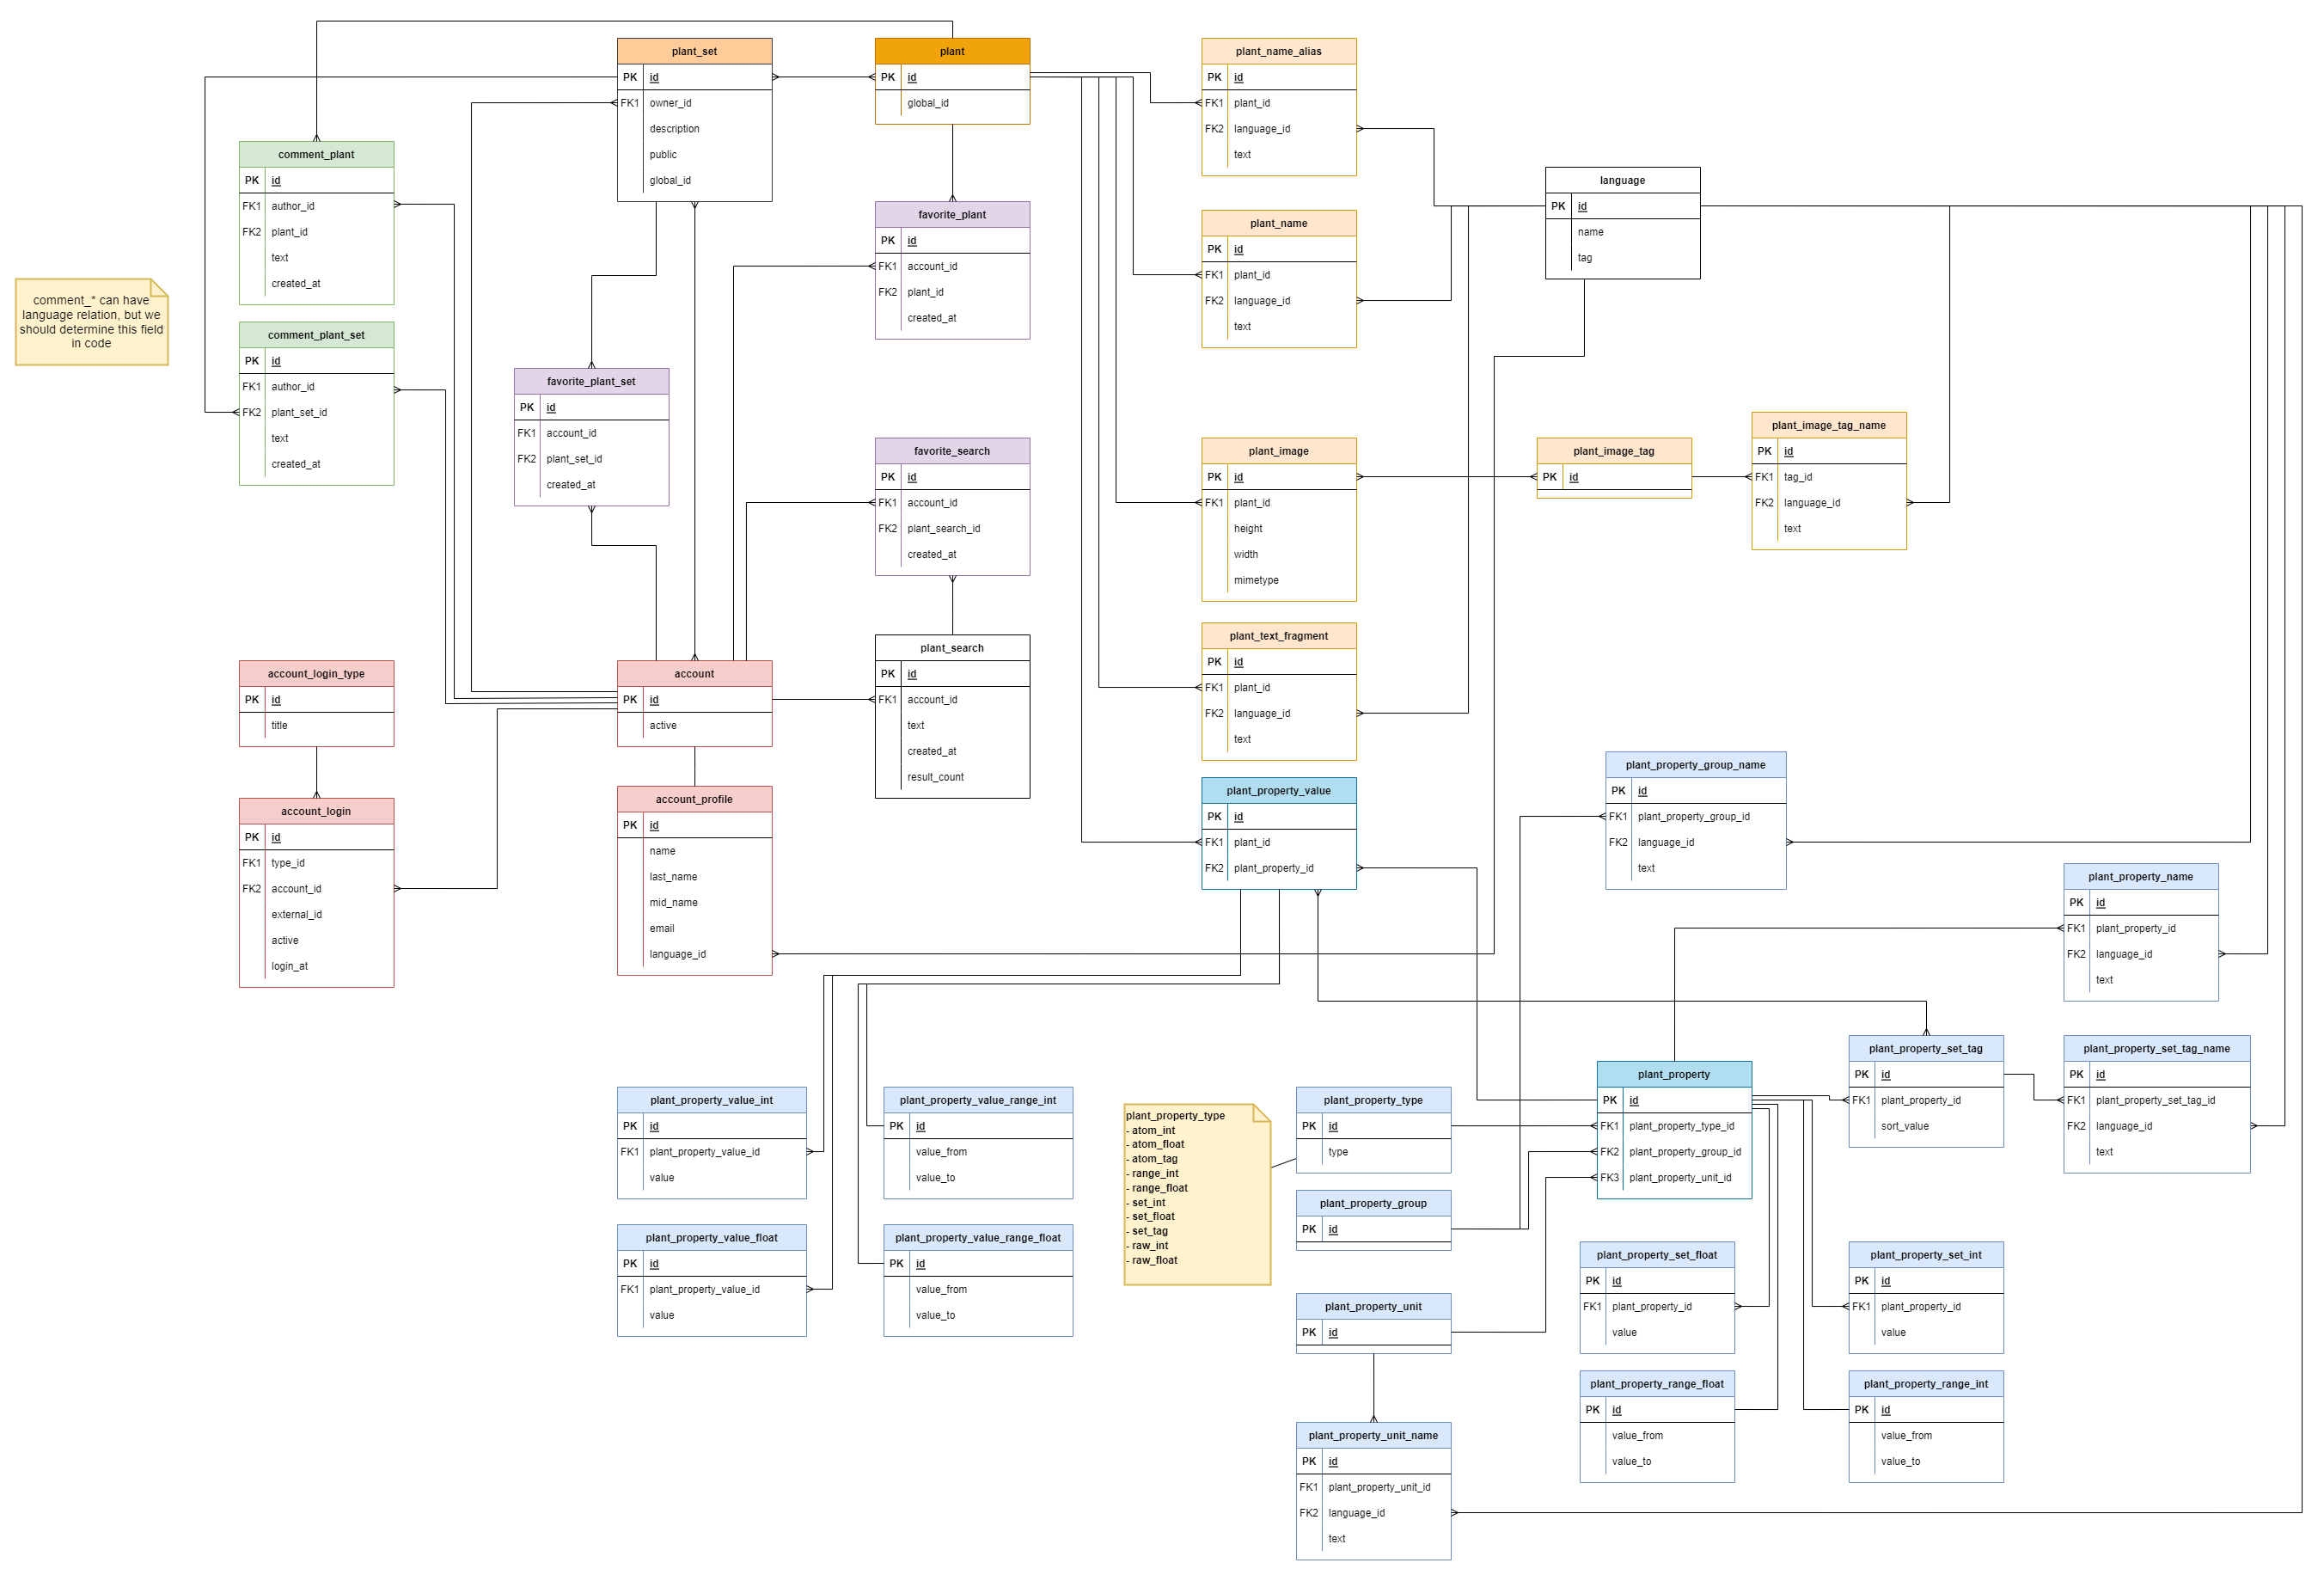 plant_set
PK id
FK1 owner_id
description
public
global_id
plant
PK id
global_id
plant_name_alias
PK id
FK1 plant_id
FK2 language_id
text
comment_plant
PK id
FK1 author_id
FK2 plant_id
text
created_at
language
PK id
name
tag
favorite_plant
PK id
FK1 account_id
FK2 plant_id
created_at
plant_name
PK id
FK1 plant_id
FK2 language_id
text
comment_* can have
language relation, but we
should determine this field
in code
comment_plant_set
PK id
FK1 author_id
FK2 plant_set_id
text
created_at
favorite_plant_set
PK id
FK1 account_id
FK2 plant_set_id
created_at
favorite_search
PK id
FK1 account_id
FK2 plant_search_id
created_at
plant_image
PK id
FK1 plant_id
height
width
mimetype
plant_image_tag
PK id
plant_image_tag_name
PK id
FK1 tag_id
FK2 language_id
text
plant_text_fragment
PK id
FK1 plant_id
FK2 language_id
text
account_login_type
PK id
title
account
PK id
active
plant_search
PK id
FK1 account_id
text
created_at
result_count
account_login
PK id
FK1 type_id
FK2 account_id
external_id
active
login_at
account_profile
PK id
name
last_name
mid_name
email
language_id
plant_property_value
PK id
FK1 plant_id
FK2 plant_property_id
plant_property_group_name
PK id
FK1 plant_property_group_id
FK2 language_id
text
plant_property_name
PK id
FK1 plant_property_id
FK2 language_id
text
plant_property_value_int
PK id
FK1 plant_property_value_id
value
plant_property_value_range_int
PK id
value_from
value_to
plant_property_type
- atom_int
- atom_float
- atom_tag
- range_int
- range_float
- set_int
- set_float
- set_tag
- raw_int
- raw_float
plant_property_type
PK id
type
plant_property
PK id
FK1 plant_property_type_id
FK2 plant_property_group_id
FK3 plant_property_unit_id
plant_property_set_tag
PK id
FK1 plant_property_id
sort_value
plant_property_set_tag_name
PK id
FK1 plant_property_set_tag_id
FK2 language_id
text
plant_property_value_float
PK id
FK1 plant_property_value_id
value
plant_property_value_range_float
PK id
value_from
value_to
plant_property_group
PK id
plant_property_set_float
PK id
FK1 plant_property_id
value
plant_property_set_int
PK id
FK1 plant_property_id
value
plant_property_unit
PK id
plant_property_range_float
PK id
value_from
value_to
plant_property_range_int
PK id
value_from
value_to
plant_property_unit_name
PK id
FK1 plant_property_unit_id
FK2 language_id
text